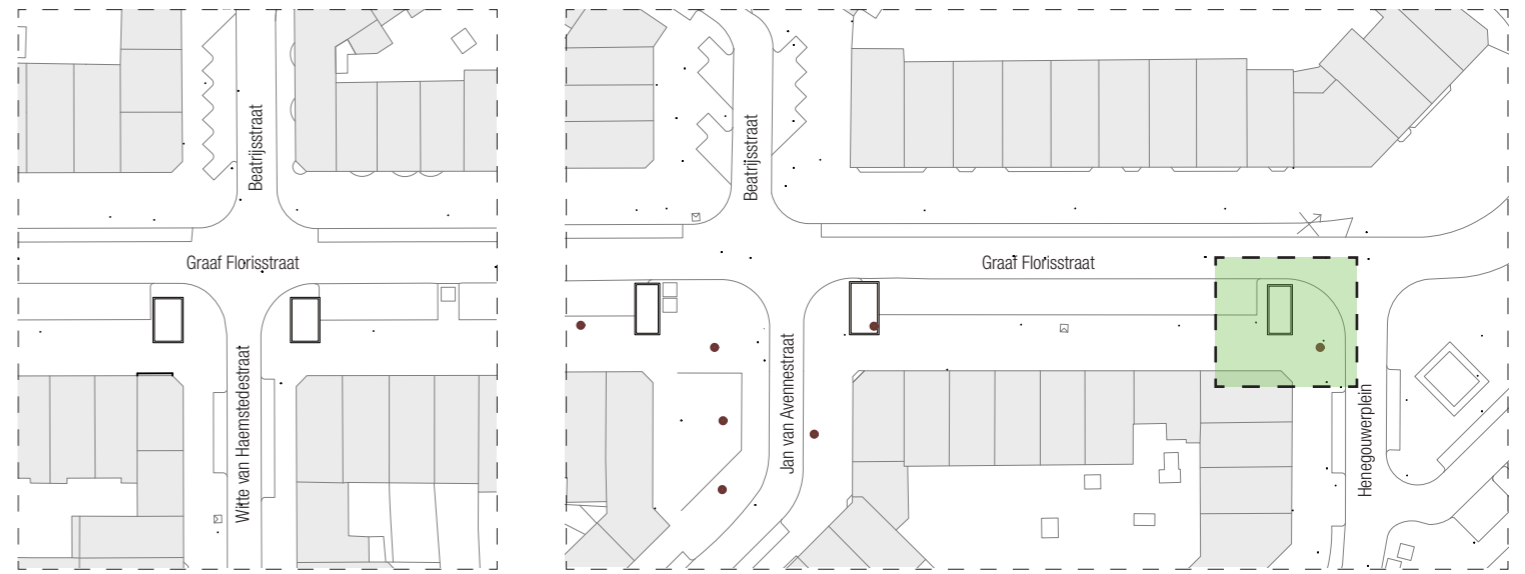 Beatrijsstraat
Graaf Florisstraat
Witte van Haemstedestraat
Beatrijsstraat
Graaf Florisstraat
Jan van Avennestraat
Henegouwerplein